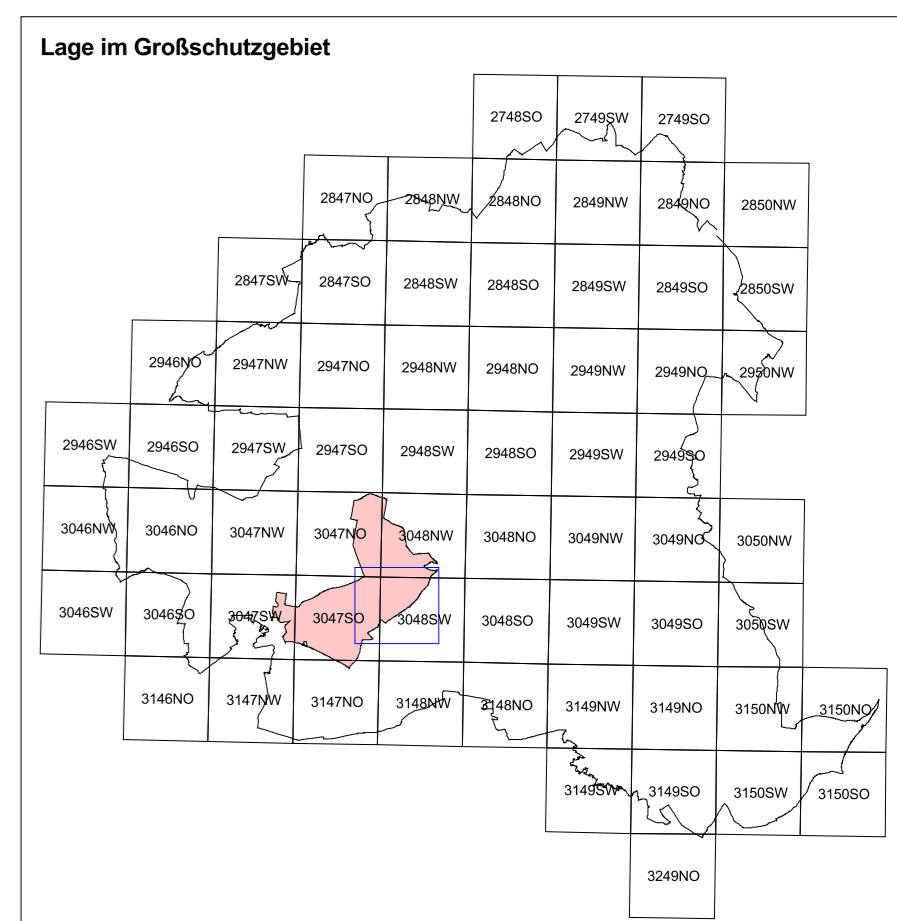 Lage im Großschutzgebiet
2748SO 2749SW 2749SO
2847NO 2848NW 2848NO 2849NW 2849NO 2850NW
2847SW 2847SO 2848SW 2848SO 2849SW 2849SO 2850SW
2946NO 2947NW 2947NO 2948NW 2948NO 2949NW 2949NO 2950NW
2946SW 2946SO 2947SW 2947SO 2948SW 2948SO 2949SW 2949SO
3046NW 3046NO 3047NW 3047NO 3048NW 3048NO 3049NW 3049NO 3050NW
3046SW 3046SO 3047SW 3047SO 3048SW 3048SO 3049SW 3049SO 3050SW
3146NO 3147NW 3147NO 3148NW 3148NO 3149NW 3149NO 3150NW 3150NO
3149SW 3149SO 3150SW 3150SO
3249NO